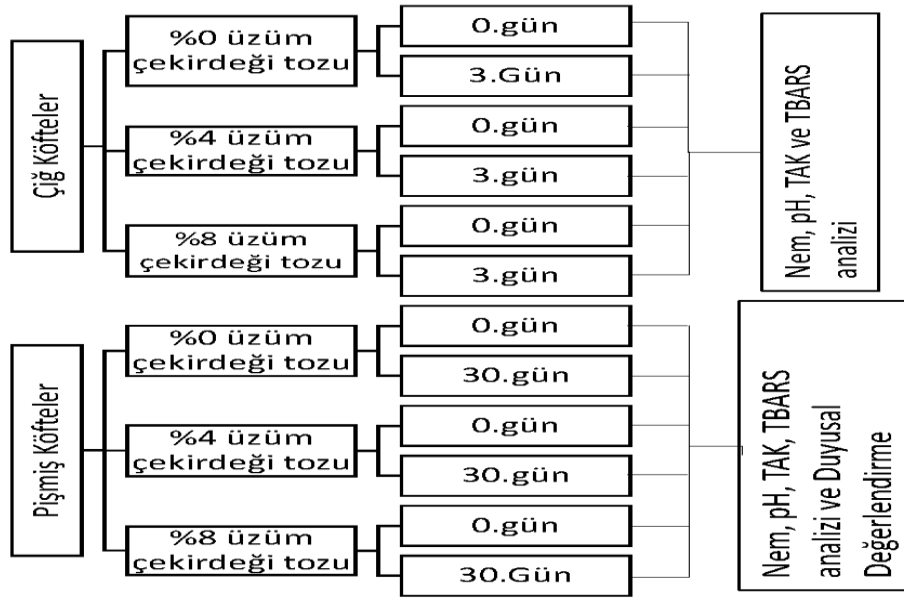 Çiğ Köfteler
%0 üzüm
çekirdeği tozu
0.gün
3.Gün
%4 üzüm
çekirdeği tozu
0.gün
3.gün
%8 üzüm
çekirdeği tozu
0.gün
3.gün
Nem, pH, TAK ve TBARS
analizi
Pişmiş Köfteler
%0 üzüm
çekirdeği tozu
0.gün
30.gün
%4 üzüm
çekirdeği tozu
0.gün
30.gün
%8 üzüm
çekirdeği tozu
0.gün
30.Gün
Nem, pH, TAK, TBARS
analizi ve Duyusal
Değerlendirme